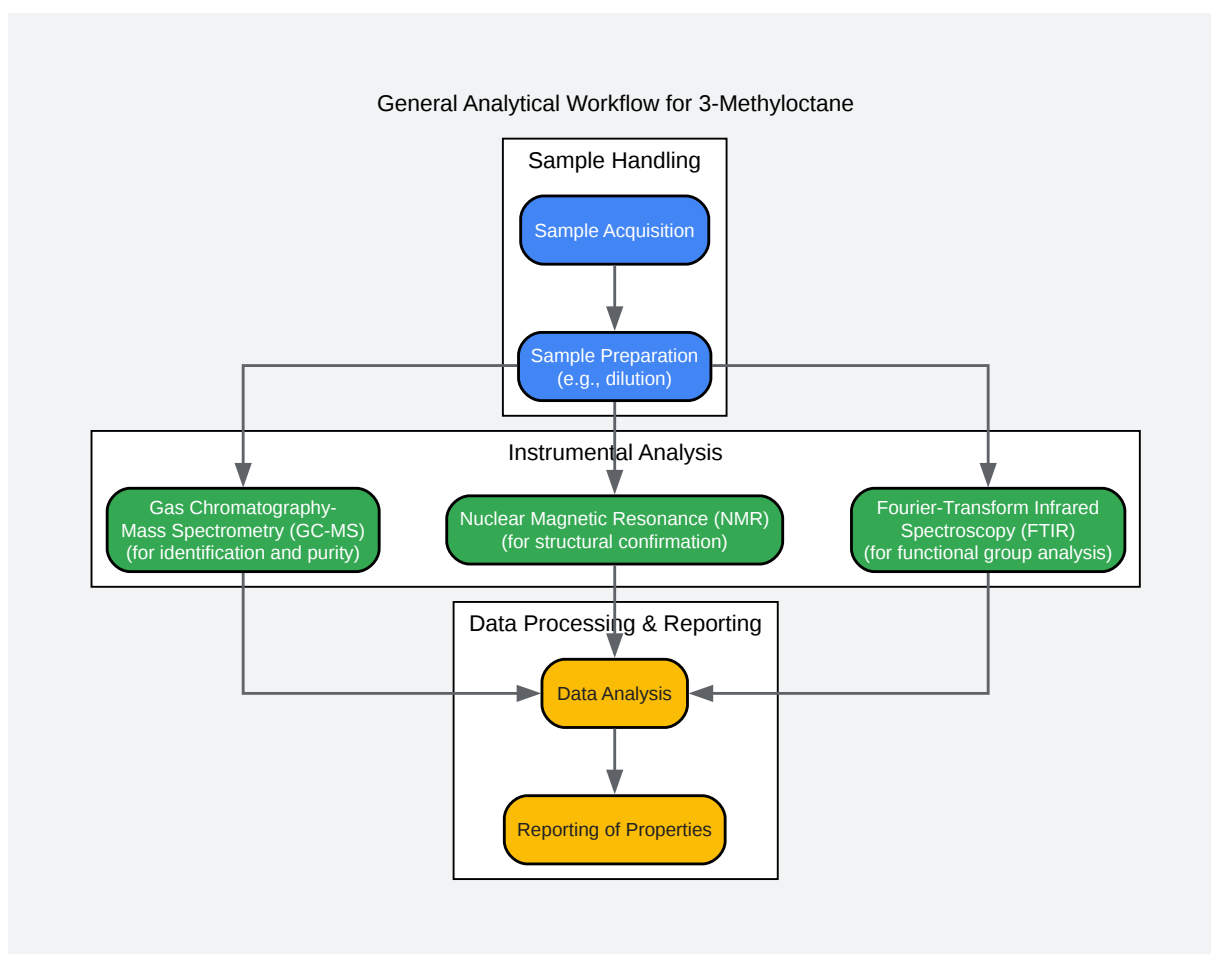 General Analytical Workflow for 3-Methyloctane
Sample Handling
Sample Acquisition
Sample Preparation
(e.g., dilution)
Instrumental Analysis
Gas Chromatography-
Mass Spectrometry (GC-MS)
(for identification and purity)
Nuclear Magnetic Resonance (NMR)
(for structural confirmation)
Fourier-Transform Infrared
Spectroscopy (FTIR)
(for functional group analysis)
Data Processing & Reporting
Data Analysis
Reporting of Properties